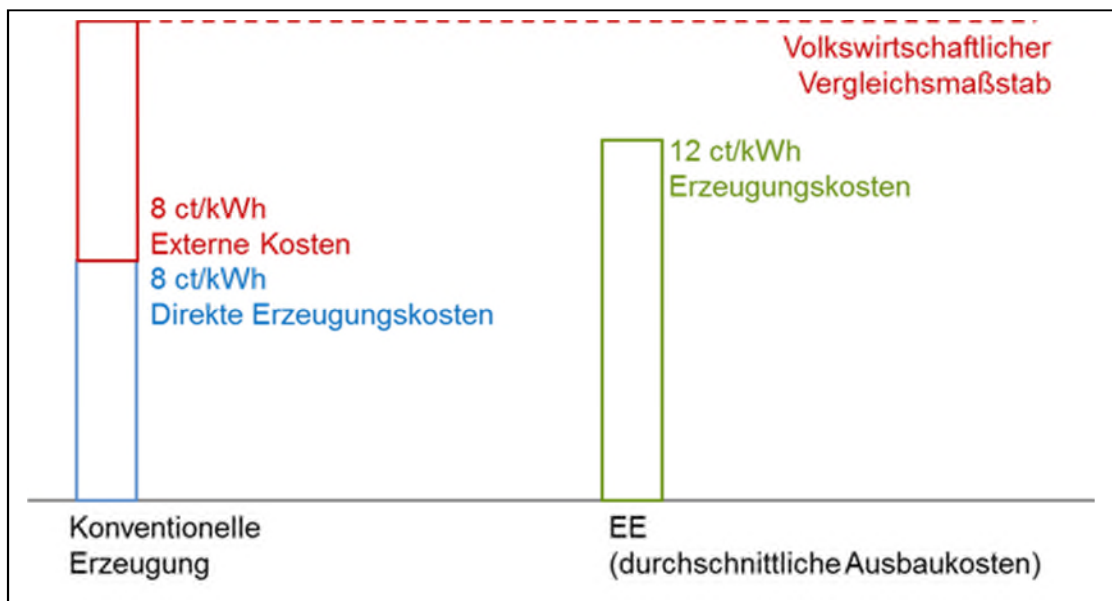 Volkswirtschaftlicher
Vergleichsmaßstab
12 ct/kWh
Erzeugungskosten
8 ct/kWh
Externe Kosten
8 ct/kWh
Direkte Erzeugungskosten
Konventionelle
Erzeugung
EE
(durchschnittliche Ausbaukosten)